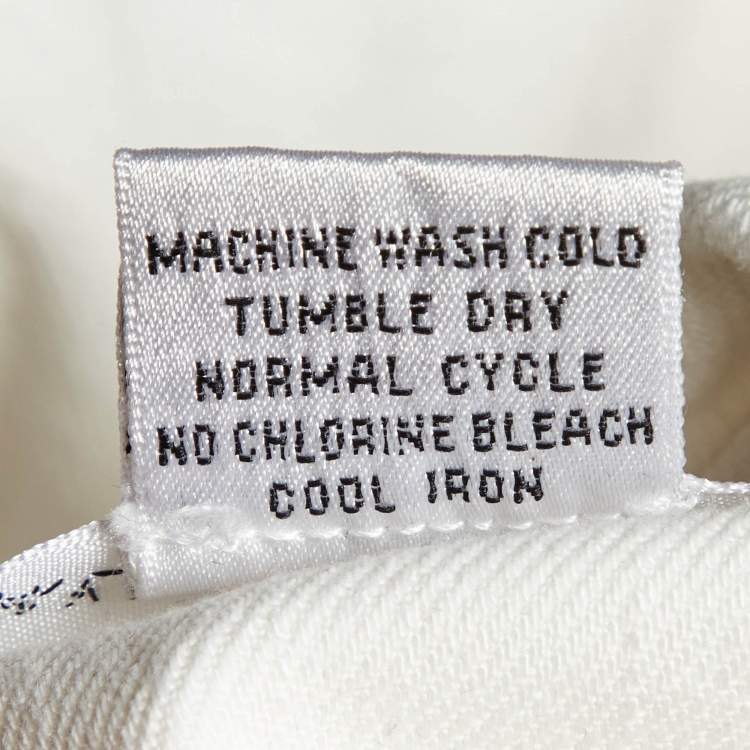 MACHINE WASH COLD
TUMBLE DRY
NORMAL CYCLE
NO CHLORINE BLEACH
COOL IRON